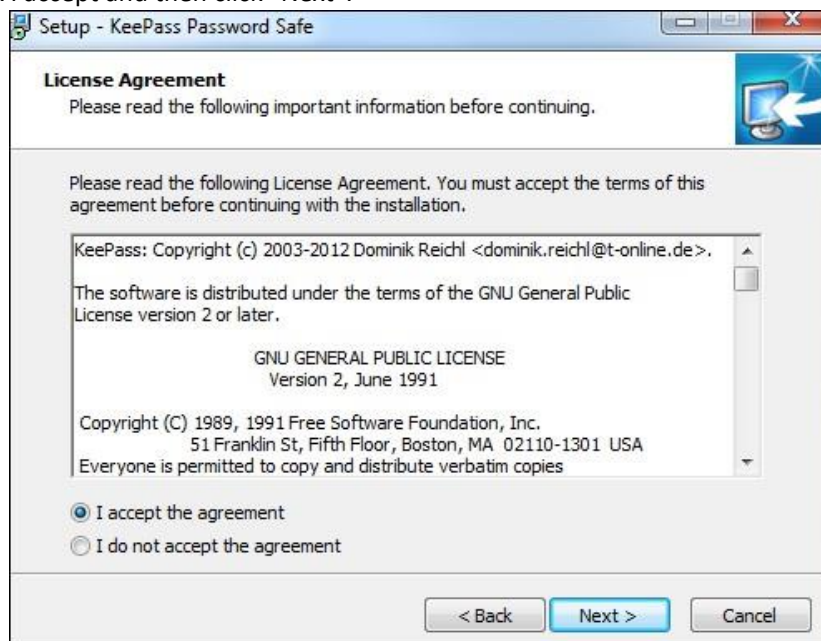 I accept and then click "Next".
Setup - KeePass Password Safe
License Agreement
Please read the following important information before continuing.
Please read the following License Agreement. You must accept the terms of this
agreement before continuing with the installation.
KeePass: Copyright (c) 2003-2012 Dominik Reichl <dominik.reichl@t-online.de>.
The software is distributed under the terms of the GNU General Public
License version 2 or later.
GNU GENERAL PUBLIC LICENSE
Version 2, June 1991
Copyright (C) 1989, 1991 Free Software Foundation, Inc.
51 Franklin St, Fifth Floor, Boston, MA 02110-1301 USA
Everyone is permitted to copy and distribute verbatim copies
I accept the agreement
I do not accept the agreement
< Back Next > Cancel